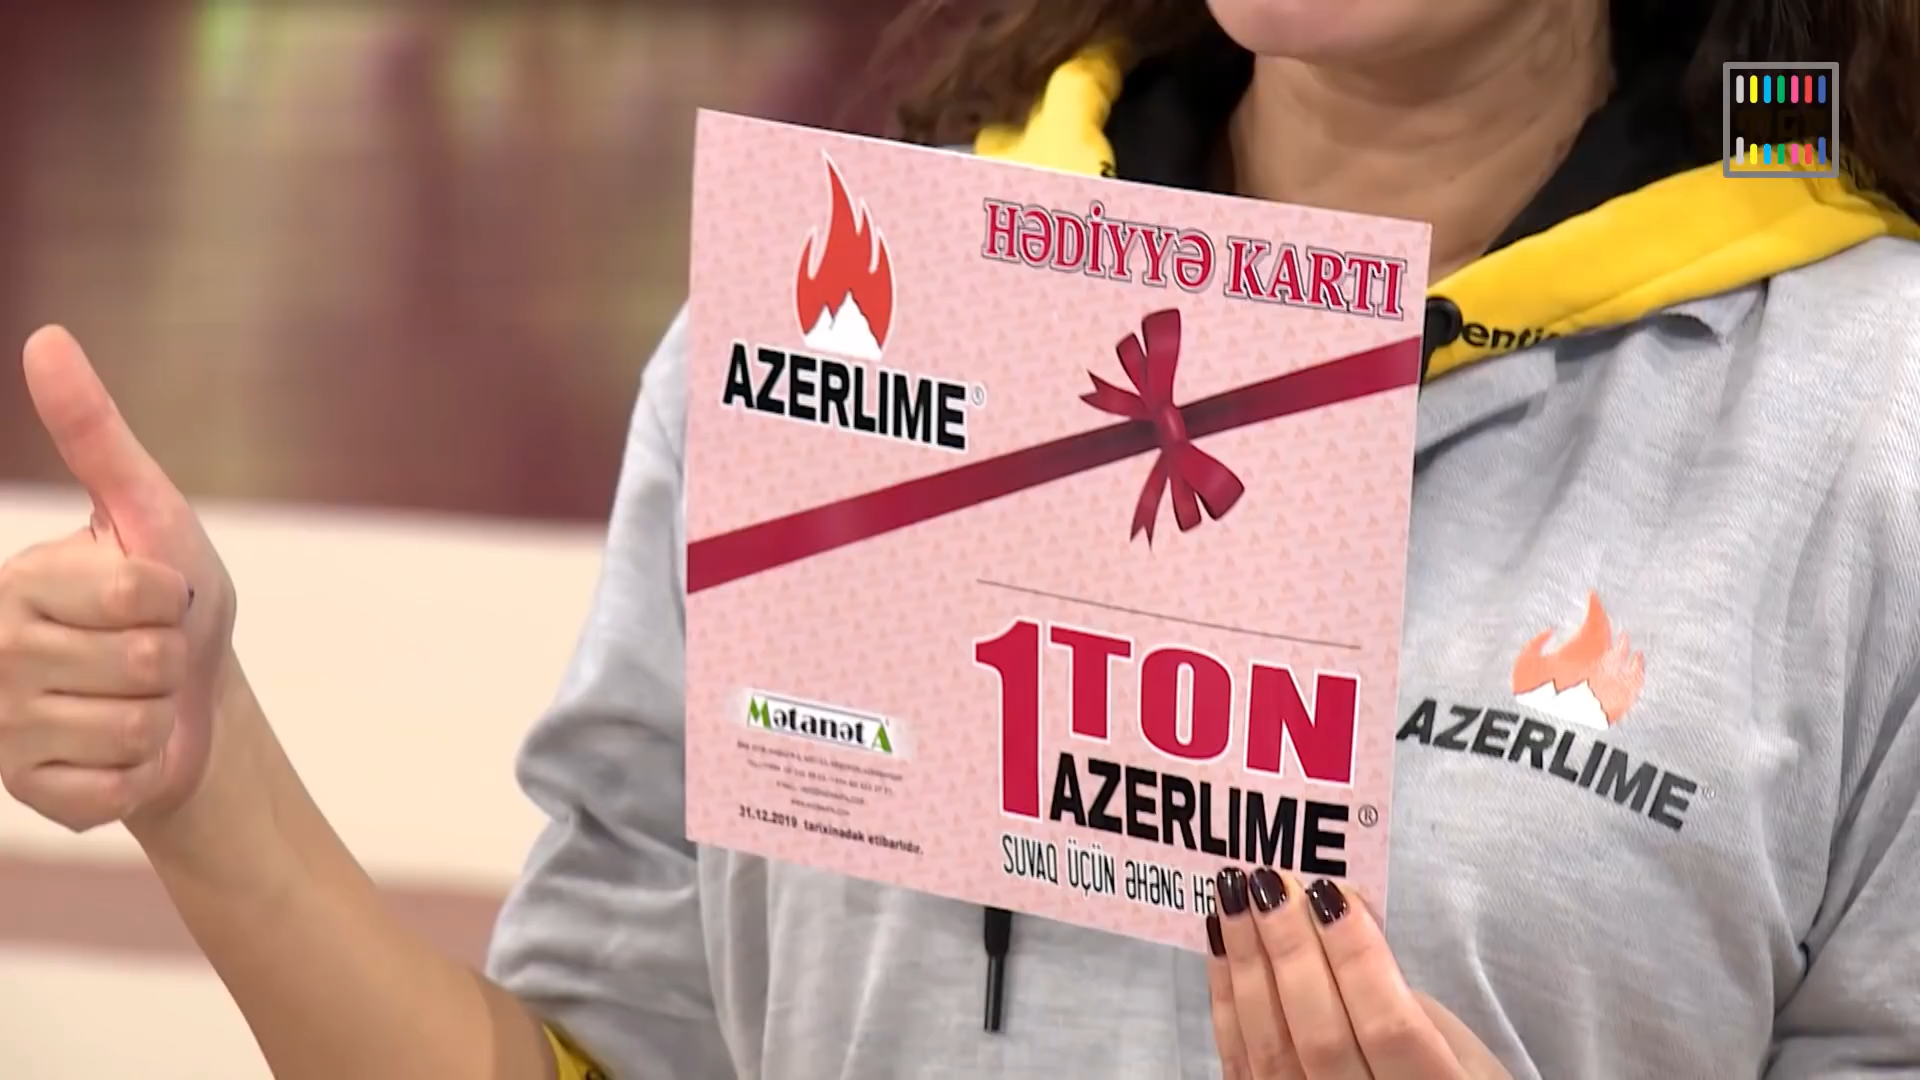 HƏDİYYƏ KARTI
AZERLIME
1 TON
AZERLIME®
SUVAQ ÜÇÜN ƏHƏNG
Mətanət A
31.12.2019 tarixinədək etibarlıdır.
AZERLIME